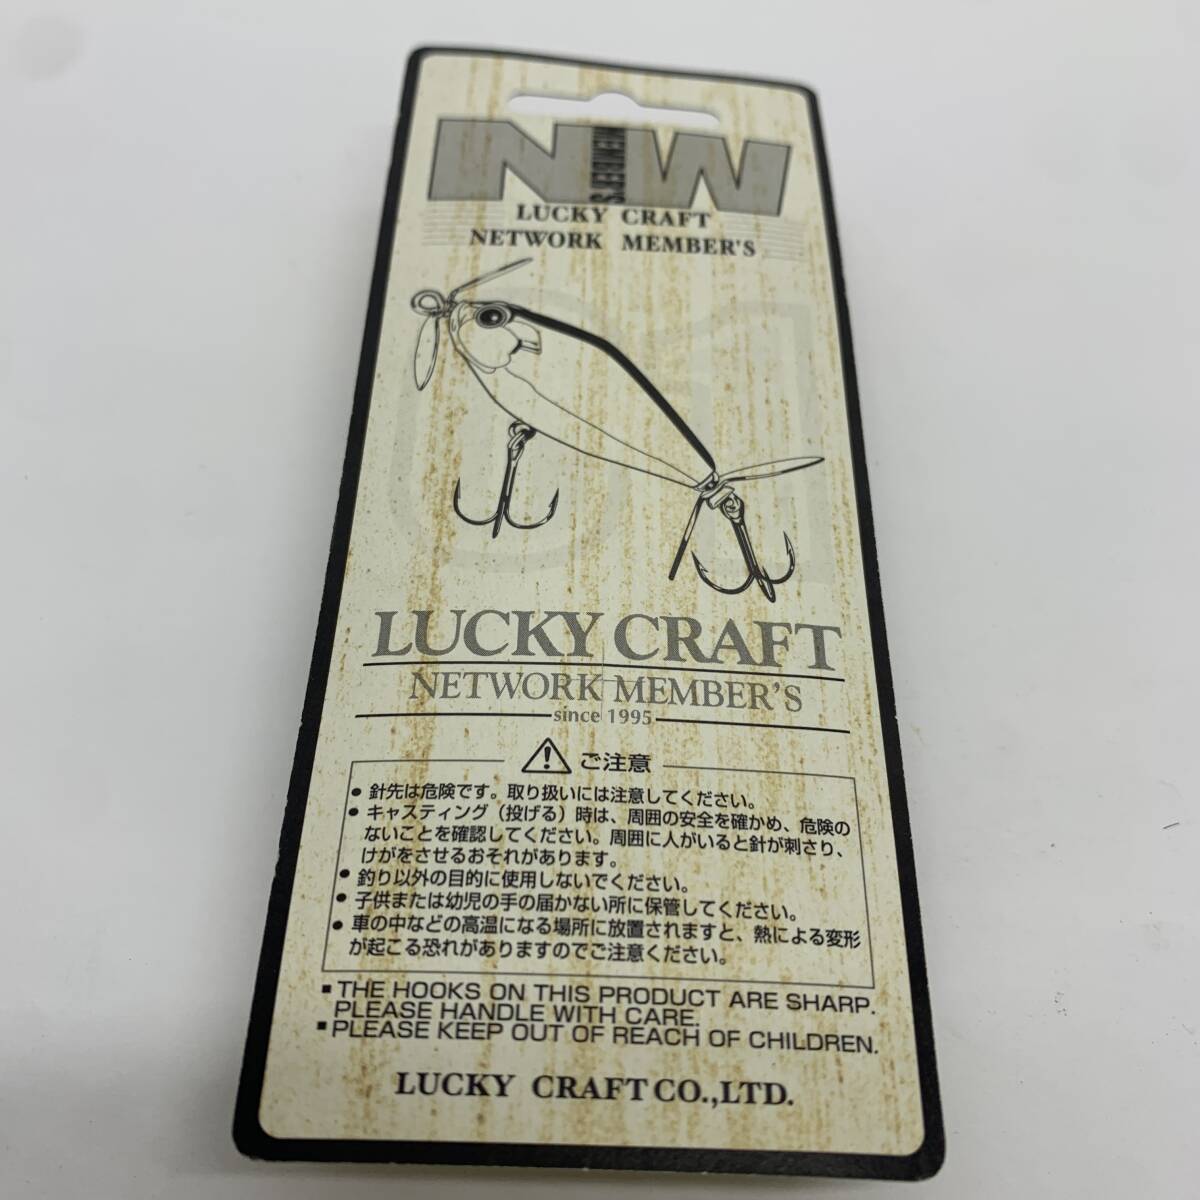 NW
MEMBER'S
LUCKY CRAFT
NETWORK MEMBER'S
01
LUCKY CRAFT
NETWORK MEMBER'S
since 1995
ご注意
● 針先は危険です。取り扱いには注意してください。
● キャスティング（投げる）時は、周囲の安全を確かめ、危険の
ないことを確認してください。周囲に人がいると針が刺さり、
けがをさせるおそれがあります。
● 釣り以外の目的に使用しないでください。
● 子供または幼児の手の届かない所に保管してください。
● 車の中などの高温になる場所に放置されますと、熱による変形
が起こる恐れがありますのでご注意ください。
■ THE HOOKS ON THIS PRODUCT ARE SHARP.
PLEASE HANDLE WITH CARE.
■ PLEASE KEEP OUT OF REACH OF CHILDREN.
LUCKY CRAFT CO.,LTD.